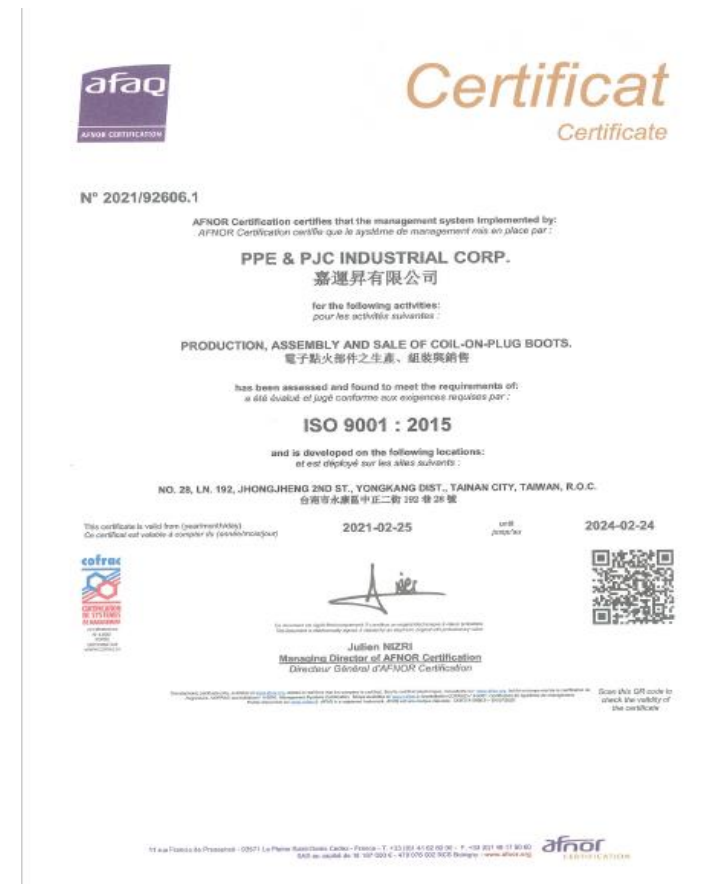 afaq
AFNOR CERTIFICATION
Certificat
Certificate
N° 2021/92606.1
AFNOR Certification certifies that the management system implemented by:
AFNOR Certification certifie que le système de management mis en place par :
PPE & PJC INDUSTRIAL CORP.
嘉運昇有限公司
for the following activities:
pour les activités suivantes :
PRODUCTION, ASSEMBLY AND SALE OF COIL-ON-PLUG BOOTS.
電子點火部件之生產、組裝與銷售
has been assessed and found to meet the requirements of:
a été évalué et jugé conforme aux exigences requises par :
ISO 9001 : 2015
and is developed on the following locations:
et est déployé sur les sites suivants :
NO. 28, LN. 192, JHONGJHENG 2ND ST., YONGKANG DIST., TAINAN CITY, TAIWAN, R.O.C.
台南市永康區中正二街 192 巷 28 號
This certificate is valid from (year/month/day)
Ce certificat est valable à compter du (année/mois/jour)
2021-02-25
until
jusqu'au
2024-02-24
cofrac
CERTIFICATION
DE SYSTEMES
DE MANAGEMENT
Julien NIZRI
Managing Director of AFNOR Certification
Directeur Général d'AFNOR Certification
Scan this QR code to
check the validity of
the certificate
afnor
CERTIFICATION